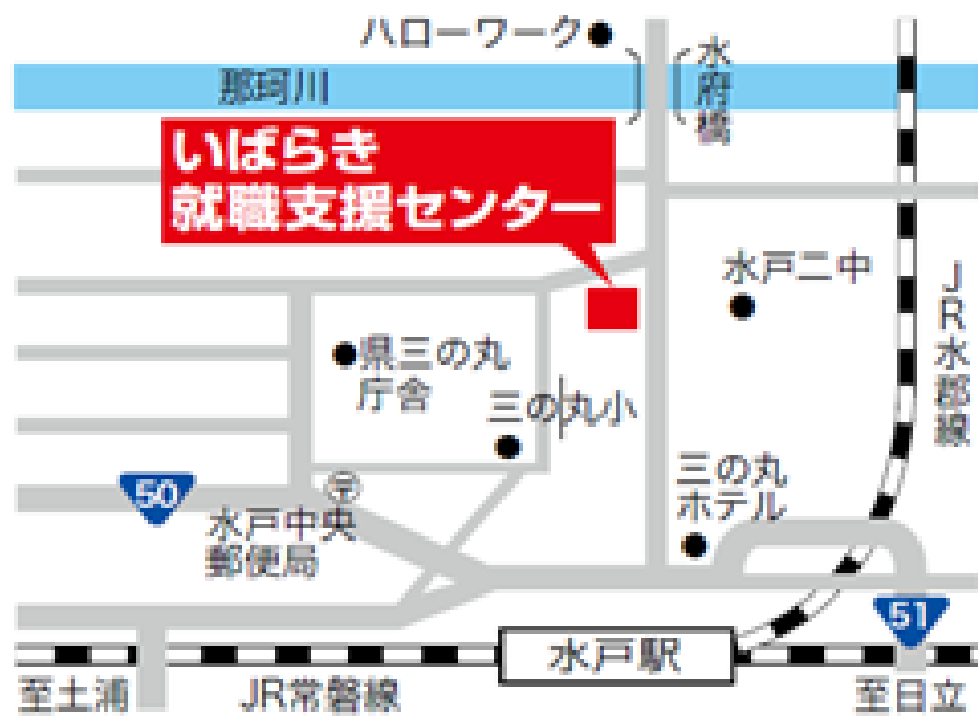 ハローワーク
水府橋
那珂川
いばらき
就職支援センター
水戸二中
JR水郡線
県三の丸
庁舎
三の丸小
三の丸
ホテル
50
〒
水戸中央
郵便局
51
水戸駅
至土浦
JR常磐線
至日立